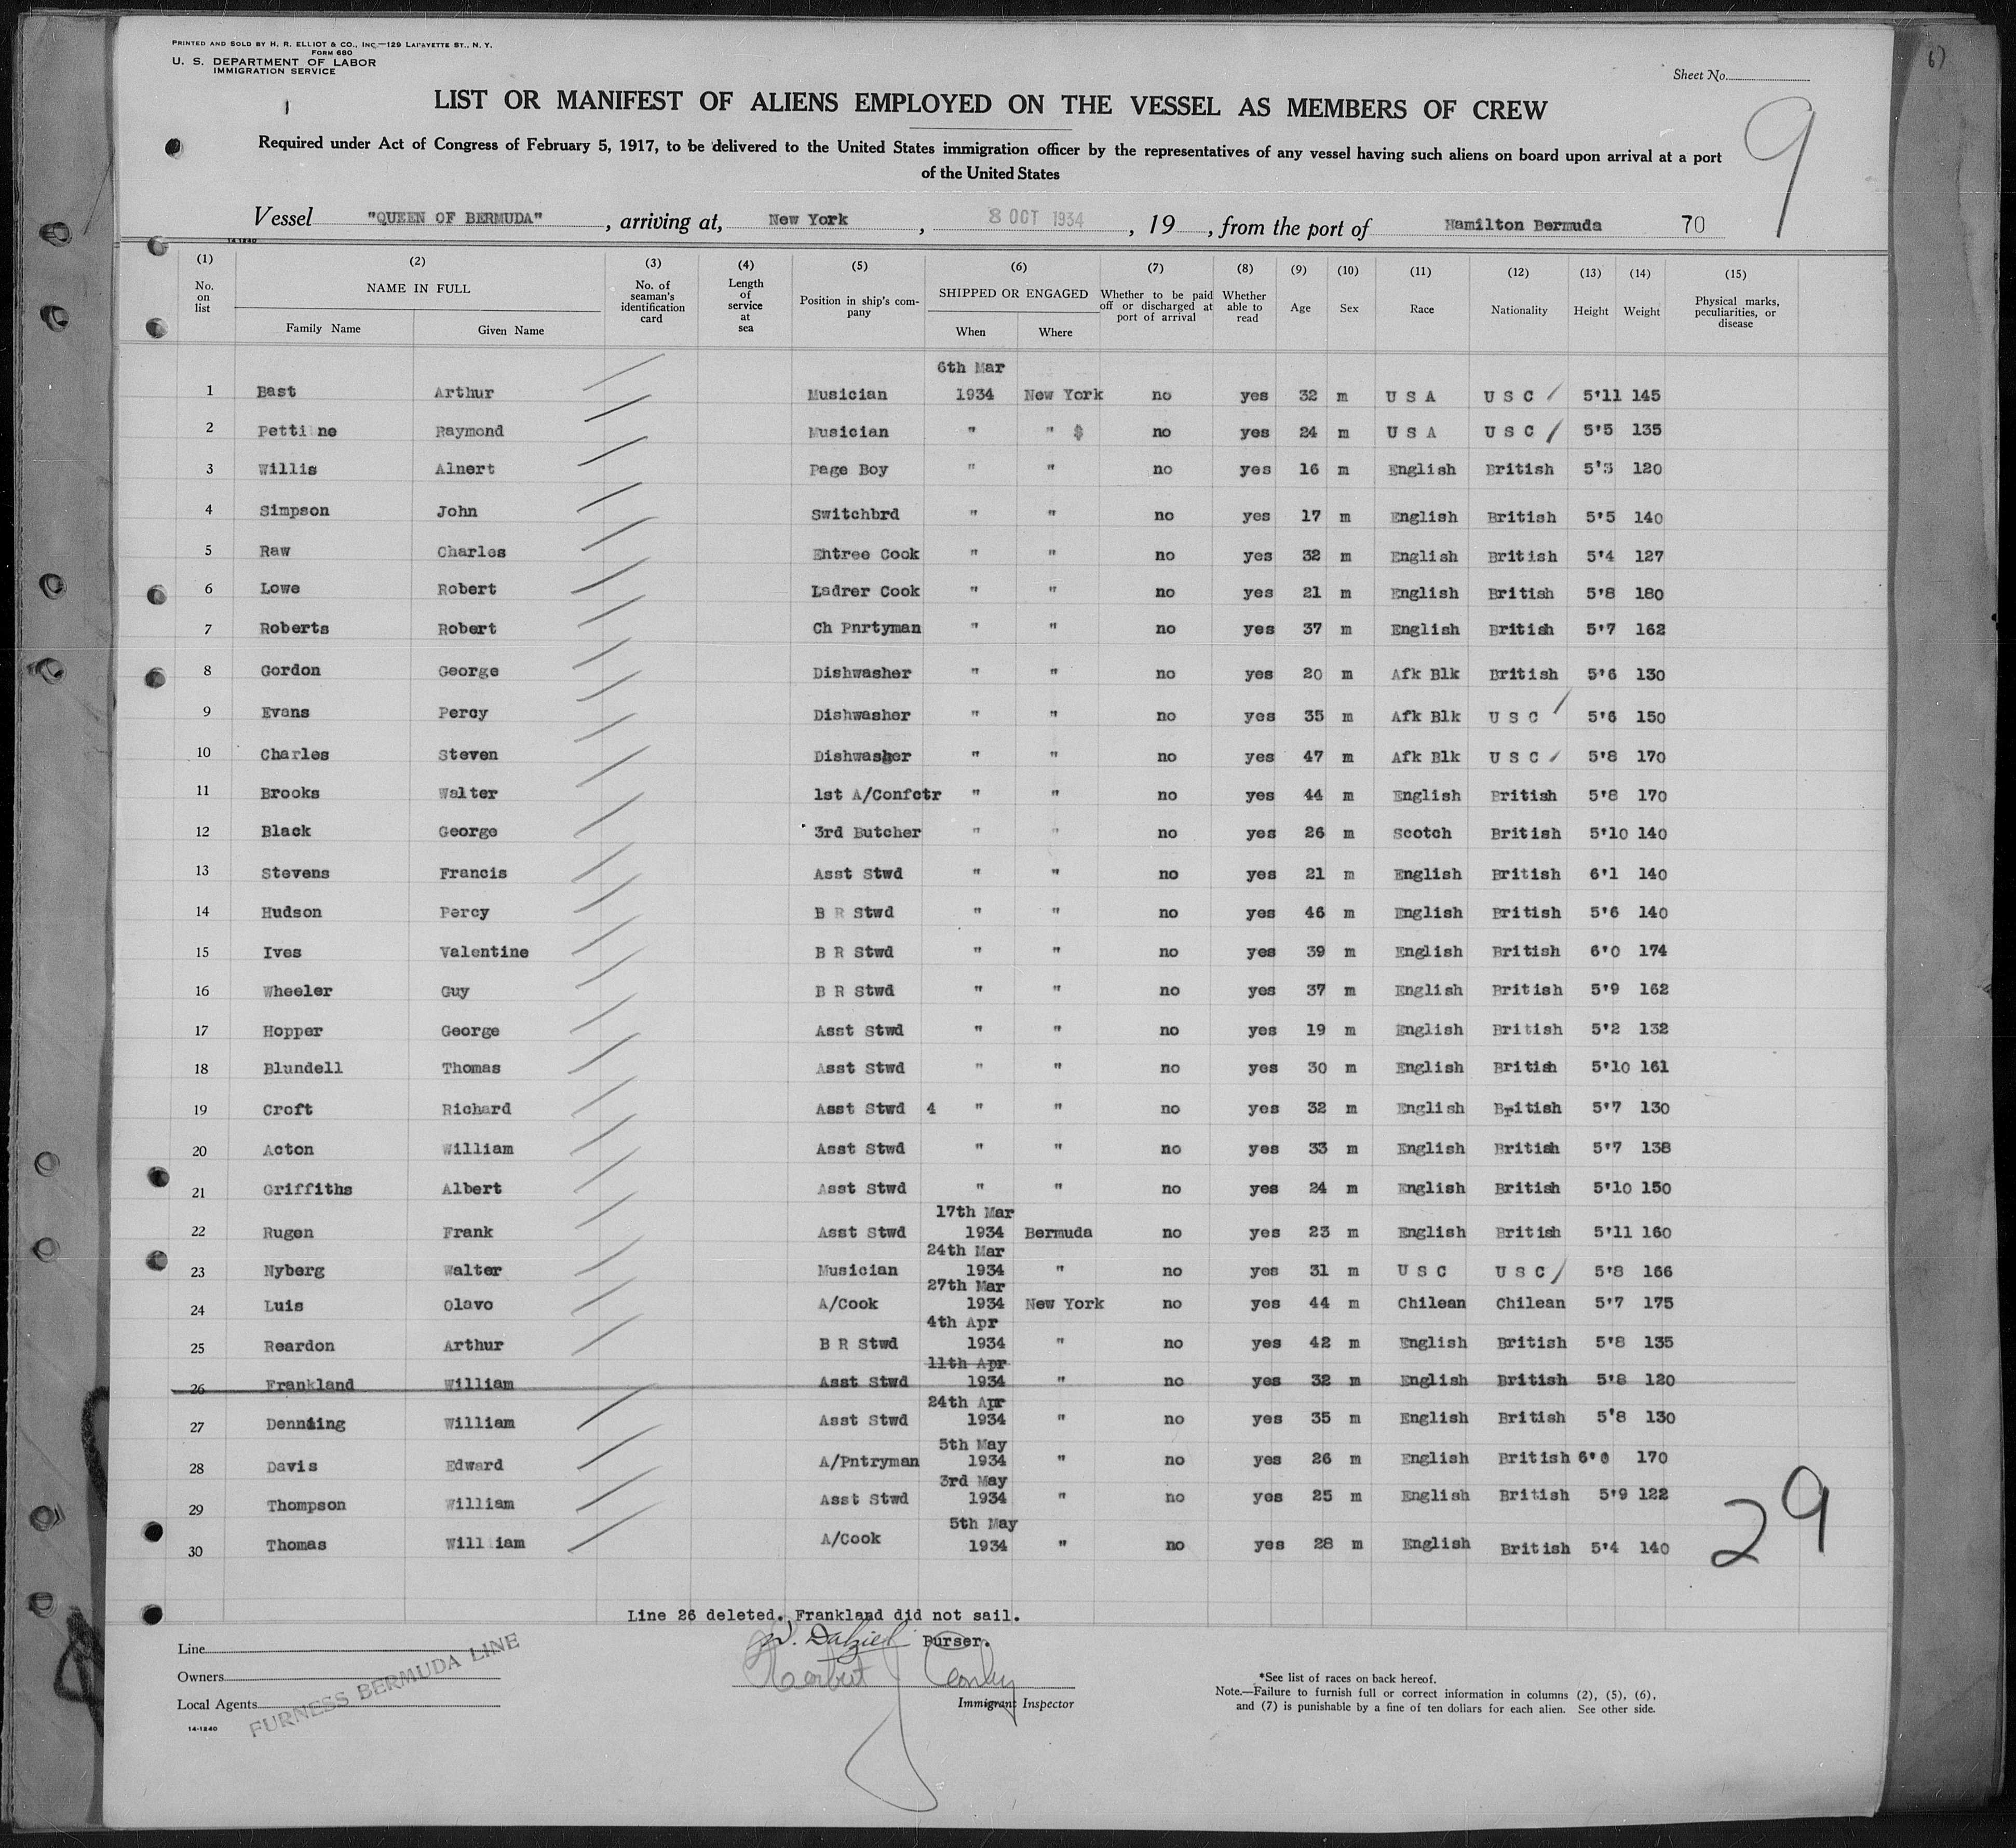 PRINTED AND SOLD BY H. R. ELLIOT & CO., INC.—129 LAFAYETTE ST., N. Y.
FORM 680
U. S. DEPARTMENT OF LABOR
IMMIGRATION SERVICE
Sheet No.
6)
1
9
LIST OR MANIFEST OF ALIENS EMPLOYED ON THE VESSEL AS MEMBERS OF CREW
Required under Act of Congress of February 5, 1917, to be delivered to the United States immigration officer by the representatives of any vessel having such aliens on board upon arrival at a port
of the United States
Vessel "QUEEN OF BERMUDA", arriving at, New York, 8 OCT 1934, 19 , from the port of Hamilton Bermuda 70
14-1240
(1) No. on list (2) NAME IN FULL Family Name Given Name (3) No. of seaman's identification card (4) Length of service at sea (5) Position in ship's company (6) SHIPPED OR ENGAGED When Where (7) Whether to be paid off or discharged at port of arrival (8) Whether able to read (9) Age (10) Sex (11) Race (12) Nationality (13) Height (14) Weight (15) Physical marks, peculiarities, or disease
6th Mar
1 Bast Arthur Musician 1934 New York no yes 32 m U S A U S C 5'11 145
2 Petti ne Raymond Musician " " $ no yes 24 m U S A U S C 5'5 135
3 Willis Alnert Page Boy " " no yes 16 m English British 5'3 120
4 Simpson John Switchbrd " " no yes 17 m English British 5'5 140
5 Raw Charles Entree Cook " " no yes 32 m English British 5'4 127
6 Lowe Robert Ladrer Cook " " no yes 21 m English British 5'8 180
7 Roberts Robert Ch Pnrtyman " " no yes 37 m English British 5'7 162
8 Gordon George Dishwasher " " no yes 20 m Afk Blk British 5'6 130
9 Evans Percy Dishwasher " " no yes 35 m Afk Blk U S C 5'6 150
10 Charles Steven Dishwasher " " no yes 47 m Afk Blk U S C 5'8 170
11 Brooks Walter 1st A/Confctr " " no yes 44 m English British 5'8 170
12 Black George 3rd Butcher " " no yes 26 m Scotch British 5'10 140
13 Stevens Francis Asst Stwd " " no yes 21 m English British 6'1 140
14 Hudson Percy B R Stwd " " no yes 46 m English British 5'6 140
15 Ives Valentine B R Stwd " " no yes 39 m English British 6'0 174
16 Wheeler Guy B R Stwd " " no yes 37 m English British 5'9 162
17 Hopper George Asst Stwd " " no yes 19 m English British 5'2 132
18 Blundell Thomas Asst Stwd " " no yes 30 m English British 5'10 161
19 Croft Richard Asst Stwd 4 " " no yes 32 m English British 5'7 130
20 Acton William Asst Stwd " " no yes 33 m English British 5'7 138
21 Griffiths Albert Asst Stwd " " no yes 24 m English British 5'10 150
17th Mar
22 Rugen Frank Asst Stwd 1934 Bermuda no yes 23 m English British 5'11 160
24th Mar
23 Nyberg Walter Musician 1934 " no yes 31 m U S C U S C 5'8 166
27th Mar
24 Luis Olavo A/Cook 1934 New York no yes 44 m Chilean Chilean 5'7 175
4th Apr
25 Reardon Arthur B R Stwd 1934 " no yes 42 m English British 5'8 135
11th Apr
26 Frankland William Asst Stwd 1934 " no yes 32 m English British 5'8 120
24th Apr
27 Denning William Asst Stwd 1934 " no yes 35 m English British 5'8 130
5th May
28 Davis Edward A/Pntryman 1934 " no yes 26 m English British 6'0 170
3rd May
29 Thompson William Asst Stwd 1934 " no yes 25 m English British 5'9 122
5th May
30 Thomas William A/Cook 1934 " no yes 28 m English British 5'4 140
29
Line 26 deleted. Frankland did not sail.
W. Dalziel Purser.
Herbert J Conley
Immigrant Inspector
Line
Owners
Local Agents
FURNESS BERMUDA LINE
14-1240
*See list of races on back hereof.
Note.—Failure to furnish full or correct information in columns (2), (5), (6),
and (7) is punishable by a fine of ten dollars for each alien. See other side.